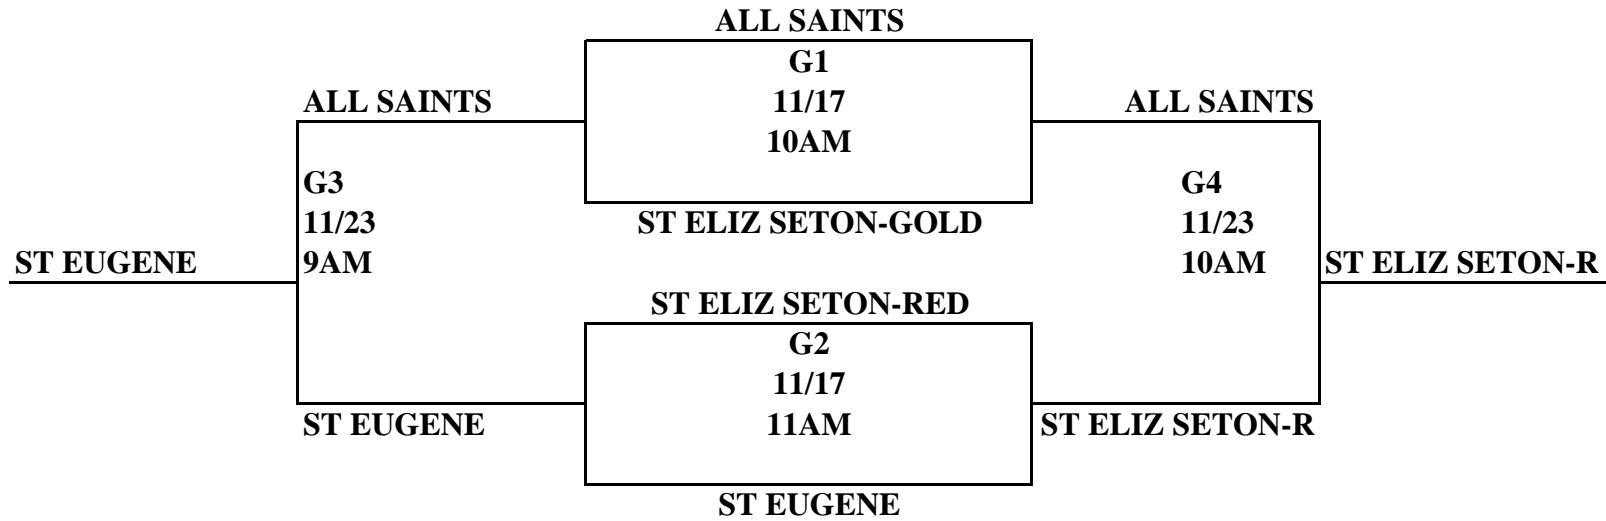 ALL SAINTS
G1
ALL SAINTS
11/17
ALL SAINTS
10AM
G3
G4
11/23
ST ELIZ SETON-GOLD
11/23
ST EUGENE
9AM
10AM
ST ELIZ SETON-R
ST ELIZ SETON-RED
G2
11/17
ST EUGENE
11AM
ST ELIZ SETON-R
ST EUGENE